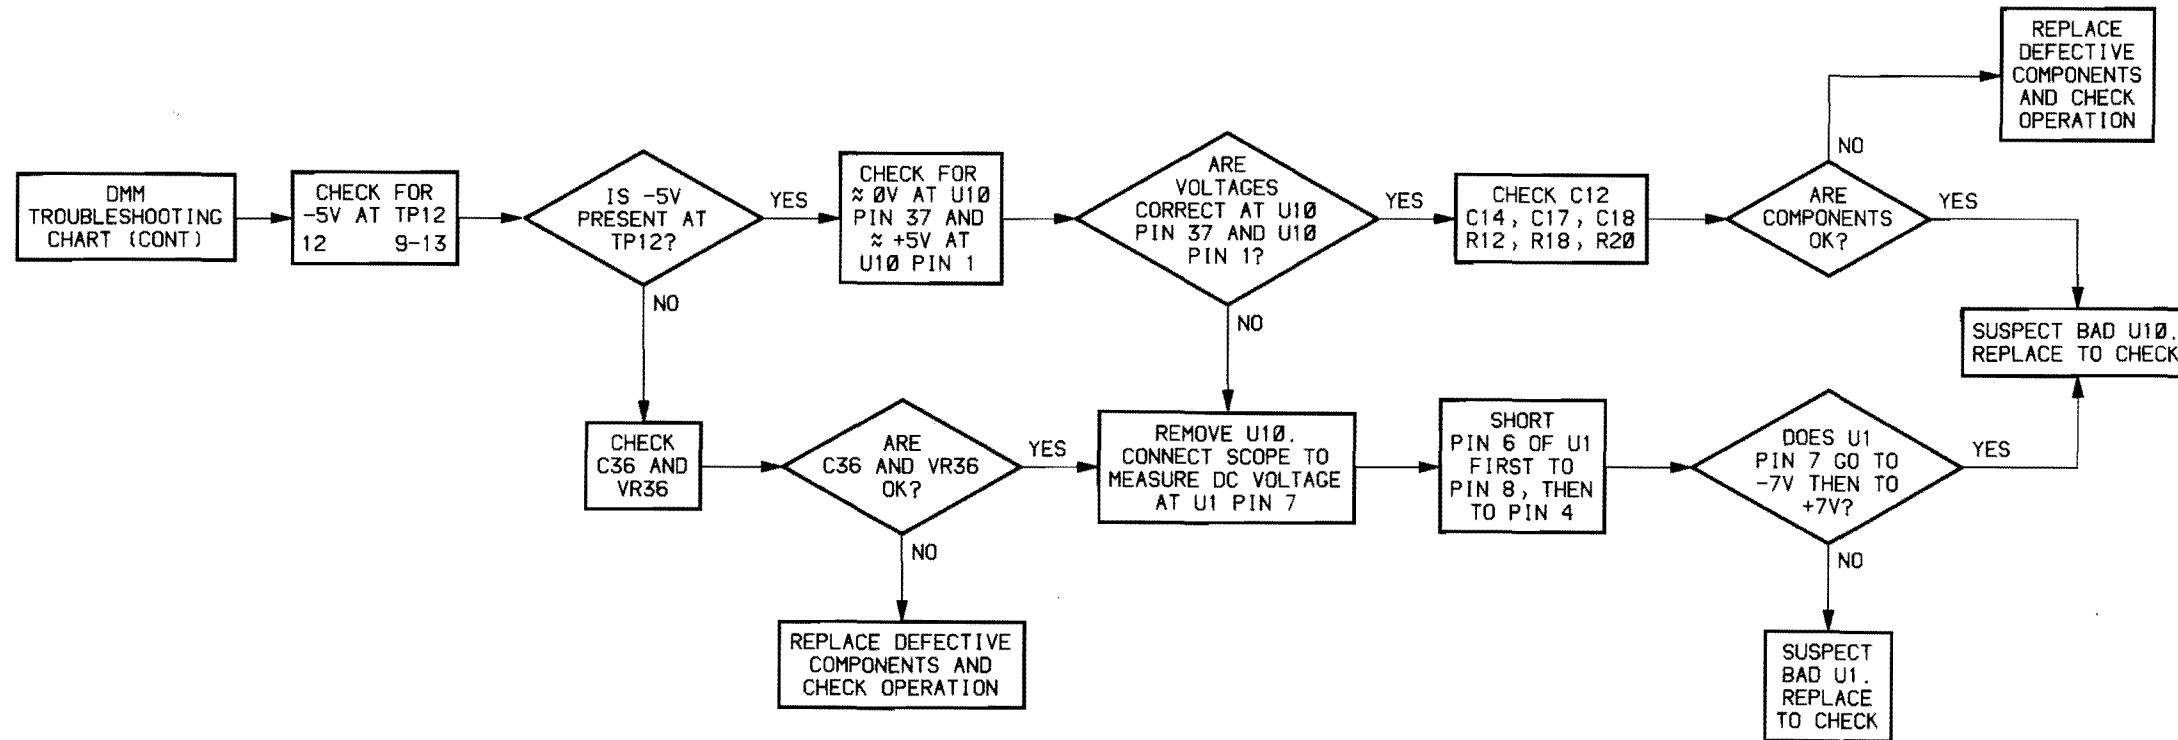 DMM
TROUBLESHOOTING
CHART (CONT)
CHECK FOR
-5V AT TP12
12 9-13
IS -5V
PRESENT AT
TP12?
YES
NO
CHECK FOR
≈ 0V AT U10
PIN 37 AND
≈ +5V AT
U10 PIN 1
ARE
VOLTAGES
CORRECT AT U10
PIN 37 AND U10
PIN 1?
YES
NO
CHECK C12
C14, C17, C18
R12, R18, R20
ARE
COMPONENTS
OK?
NO
YES
REPLACE
DEFECTIVE
COMPONENTS
AND CHECK
OPERATION
SUSPECT BAD U10.
REPLACE TO CHECK
CHECK
C36 AND
VR36
ARE
C36 AND VR36
OK?
YES
NO
REPLACE DEFECTIVE
COMPONENTS AND
CHECK OPERATION
REMOVE U10.
CONNECT SCOPE TO
MEASURE DC VOLTAGE
AT U1 PIN 7
SHORT
PIN 6 OF U1
FIRST TO
PIN 8, THEN
TO PIN 4
DOES U1
PIN 7 GO TO
-7V THEN TO
+7V?
YES
NO
SUSPECT
BAD U1.
REPLACE
TO CHECK